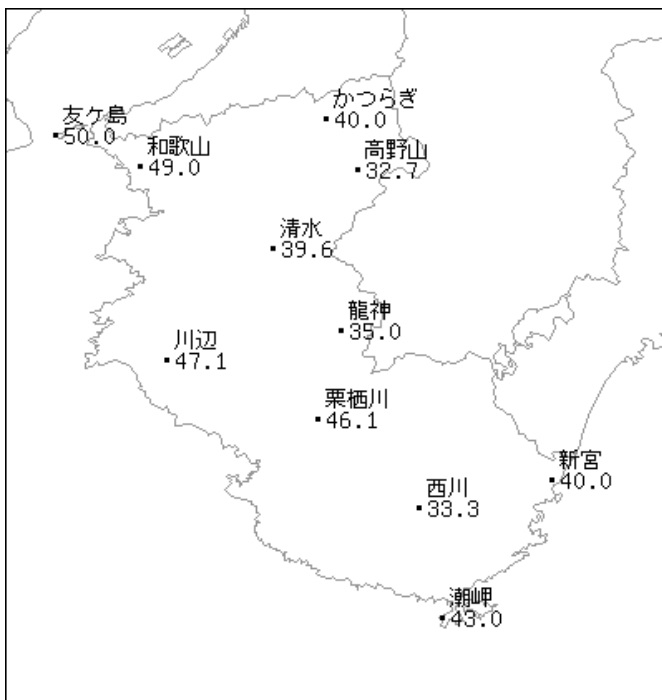 かつらぎ
40.0
友ケ島
50.0
和歌山
49.0
高野山
32.7
清水
39.6
龍神
35.0
川辺
47.1
栗栖川
46.1
新宮
40.0
西川
33.3
潮岬
43.0